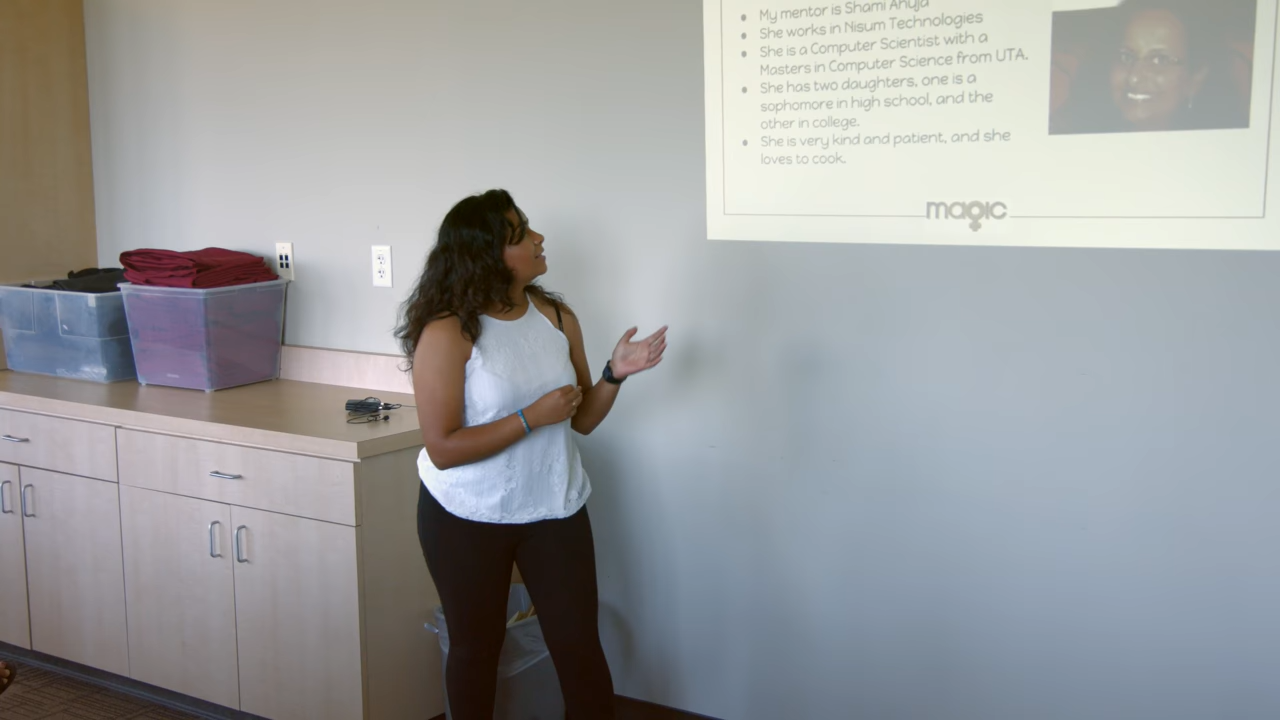 • My mentor is Shami Ahuja
• She works in Nisum Technologies
• She is a Computer Scientist with a
Masters in Computer Science from UTA.
• She has two daughters, one is a
sophomore in high school, and the
other in college.
• She is very kind and patient, and she
loves to cook.
magic